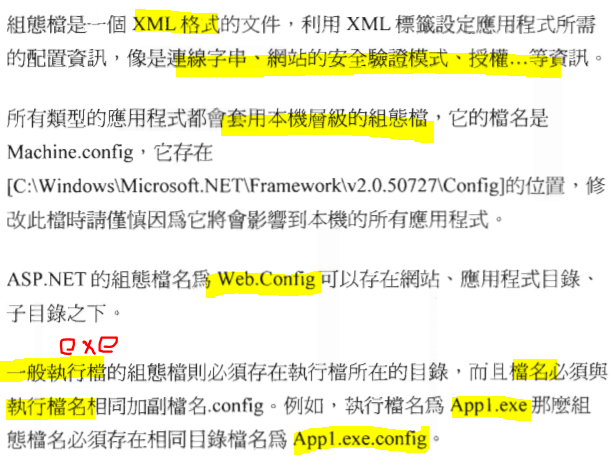 組態檔是一個 XML 格式的文件，利用 XML 標籤設定應用程式所需
的配置資訊，像是連線字串、網站的安全驗證模式、授權…等資訊。
所有類型的應用程式都會套用本機層級的組態檔，它的檔名是
Machine.config，它存在
[C:\Windows\Microsoft.NET\Framework\v2.0.50727\Config]的位置，修
改此檔時請僅慎因爲它將會影響到本機的所有應用程式。
ASP.NET 的組態檔名爲 Web.Config 可以存在網站、應用程式目錄、
子目錄之下。
exe
一般執行檔的組態檔則必須存在執行檔所在的目錄，而且檔名必須與
執行檔名相同加副檔名.config。例如，執行檔名爲 App1.exe 那麼組
態檔名必須存在相同目錄檔名爲 App1.exe.config。